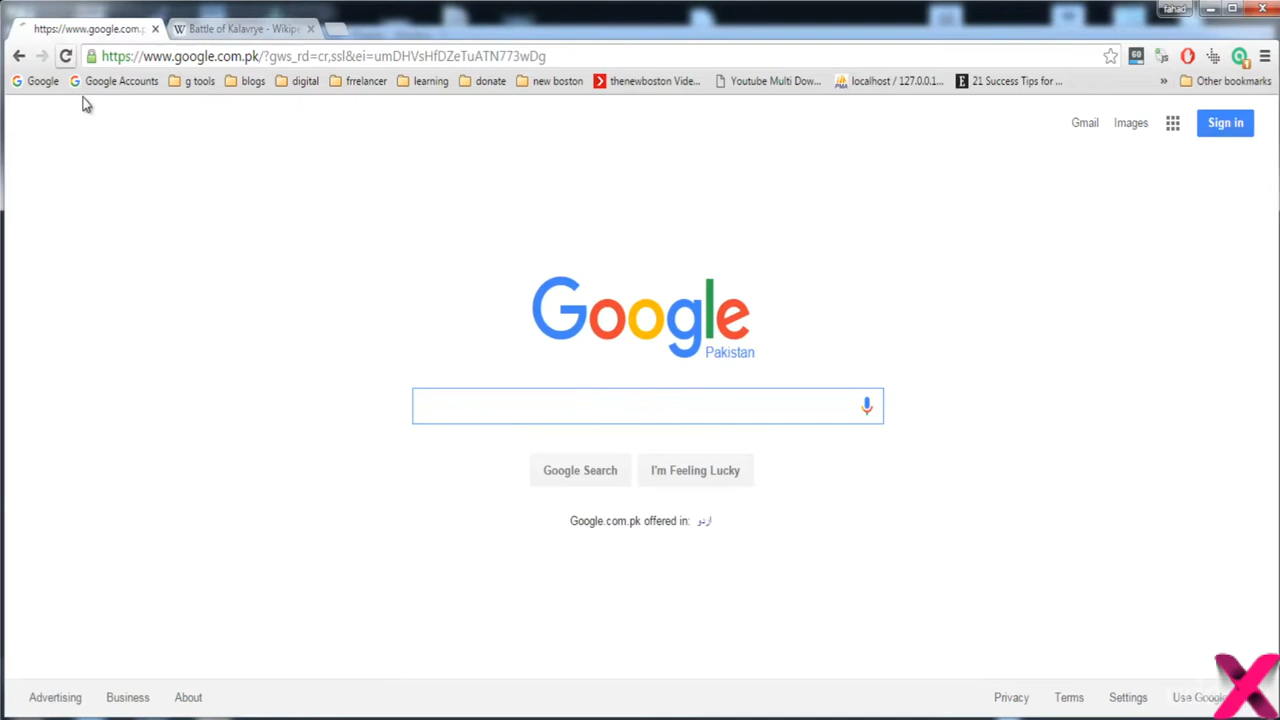 https://www.google.com.p
Battle of Kalavrye - Wikipe
fahad
https://www.google.com.pk/?gws_rd=cr,ssl&ei=umDHVsHfDZeTuATN773wDg
Google Google Accounts g tools blogs digital frrelancer learning donate new boston thenewboston Vide... Youtube Multi Dow... localhost / 127.0.0.1... 21 Success Tips for ... » Other bookmarks
Gmail Images Sign in
Google
Pakistan
Google Search I'm Feeling Lucky
Google.com.pk offered in: اردو
Advertising Business About Privacy Terms Settings Use Google